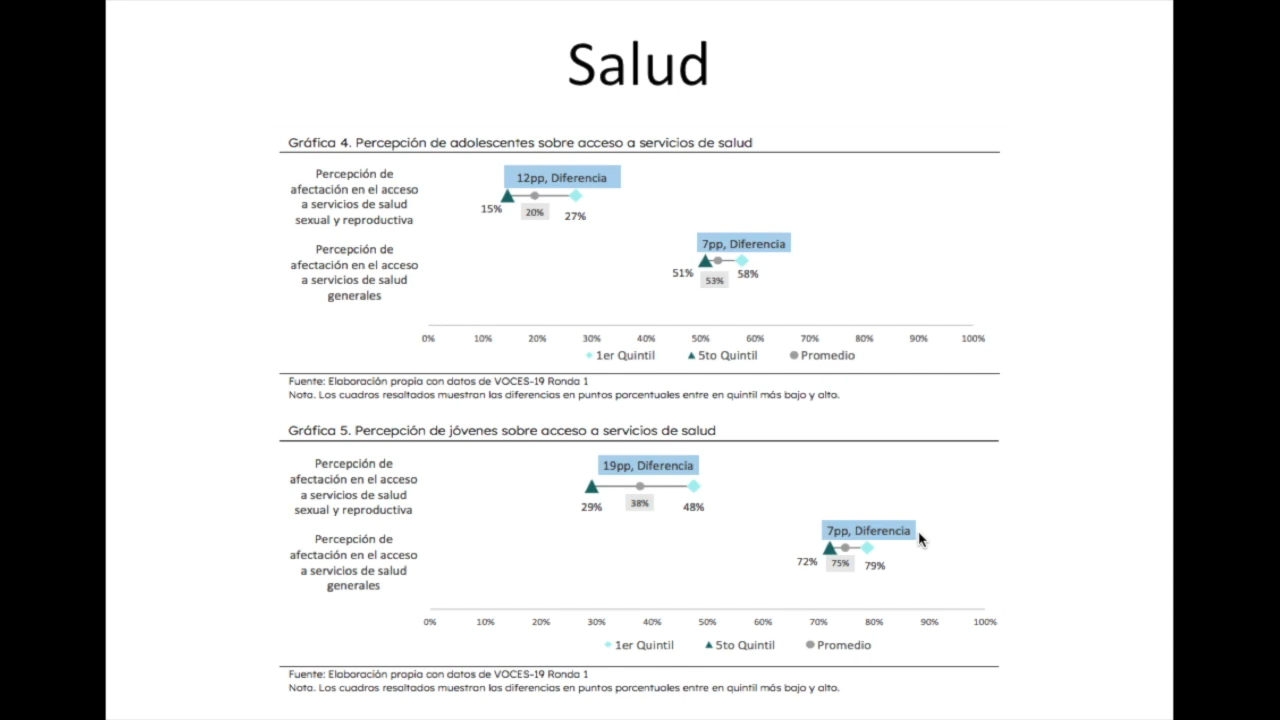 Salud
Gráfica 4. Percepción de adolescentes sobre acceso a servicios de salud
Percepción de
afectación en el acceso
a servicios de salud
sexual y reproductiva
12pp, Diferencia
15%
20%
27%
Percepción de
afectación en el acceso
a servicios de salud
generales
7pp, Diferencia
51%
53%
58%
0% 10% 20% 30% 40% 50% 60% 70% 80% 90% 100%
1er Quintil 5to Quintil Promedio
Fuente: Elaboración propia con datos de VOCES-19 Ronda 1
Nota. Los cuadros resaltados muestran las diferencias en puntos porcentuales entre en quintil más bajo y alto.
Gráfica 5. Percepción de jóvenes sobre acceso a servicios de salud
Percepción de
afectación en el acceso
a servicios de salud
sexual y reproductiva
19pp, Diferencia
29%
38%
48%
Percepción de
afectación en el acceso
a servicios de salud
generales
7pp, Diferencia
72%
75%
79%
0% 10% 20% 30% 40% 50% 60% 70% 80% 90% 100%
1er Quintil 5to Quintil Promedio
Fuente: Elaboración propia con datos de VOCES-19 Ronda 1
Nota. Los cuadros resaltados muestran las diferencias en puntos porcentuales entre en quintil más bajo y alto.